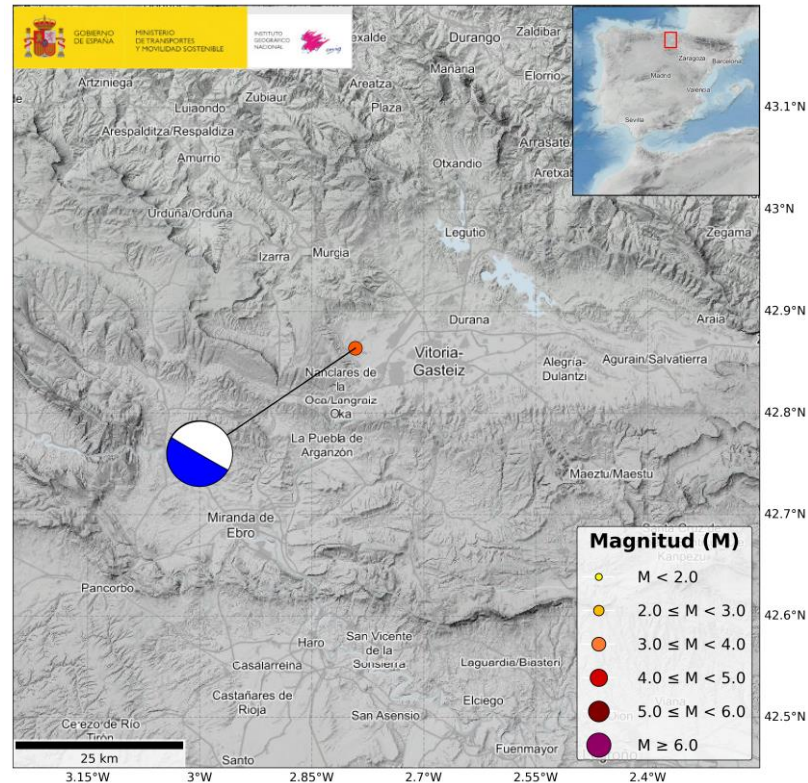 GOBIERNO
DE ESPAÑA
MINISTERIO
DE TRANSPORTES
Y MOVILIDAD SOSTENIBLE
INSTITUTO
GEOGRÁFICO
NACIONAL
Durango
Zaldibar
Mañaria
Elorrio
Artziniega
Zubiaur
Areatza
Luiaondo
Plaza
Arespalditza/Respaldiza
Amurrio
Otxandio
Urduña/Orduña
Legutio
Zegama
Izarra
Murgia
Durana
Araia
Vitoria-
Gasteiz
Alegría-
Dulantzi
Agurain/Salvatierra
Nanclares de
la
Oca/Langraiz
Oka
La Puebla de
Arganzón
Maeztu/Maestu
Miranda de
Ebro
Pancorbo
Haro
San Vicente
de la
Sonsierra
Casalarreina
Laguardia/Biasteri
Castañares de
Rioja
Elciego
San Asensio
Cerezo de Río
Tirón
Santo
Fuenmayor
Madrid
Zaragoza
Barcelona
Valencia
Sevilla
43.1°N
43°N
42.9°N
42.8°N
42.7°N
42.6°N
42.5°N
Magnitud (M)
M < 2.0
2.0 ≤ M < 3.0
3.0 ≤ M < 4.0
4.0 ≤ M < 5.0
5.0 ≤ M < 6.0
M ≥ 6.0
25 km
3.15°W
3°W
2.85°W
2.7°W
2.55°W
2.4°W